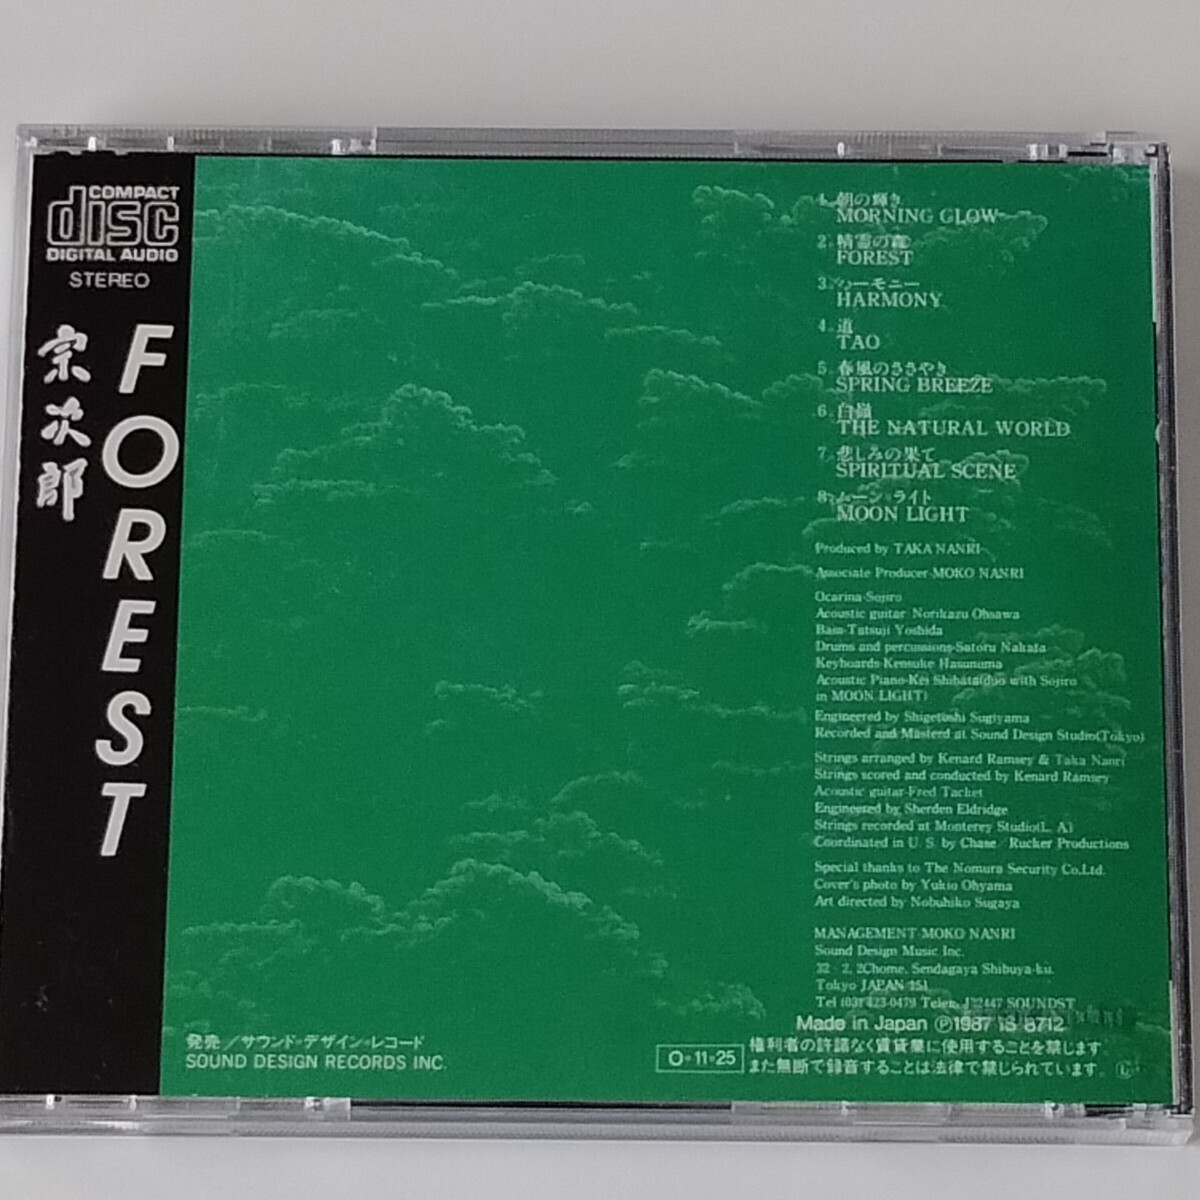 COMPACT
disc
DIGITAL AUDIO
STEREO
FOREST
宗次郎
1. 朝の輝き
MORNING GLOW
2. 精霊の森
FOREST
3. ハーモニー
HARMONY
4. 道
TAO
5. 春風のささやき
SPRING BREEZE
6. 白巓
THE NATURAL WORLD
7. 悲しみの果て
SPIRITUAL SCENE
8. ムーン・ライト
MOON LIGHT
Produced by TAKA NANRI
Associate Producer-MOKO NANRI
Ocarina-Sojiro
Acoustic guitar-Norikazu Ohsawa
Bass-Tatsuji Yoshida
Drums and percussions-Satoru Nakata
Keyboards-Kensuke Hasunuma
Acoustic Piano-Kei Shibata(duo with Sojiro
in MOON LIGHT)
Engineered by Shigetoshi Sugiyama
Recorded and Masterd at Sound Design Studio(Tokyo)
Strings arranged by Kenard Ramsey & Taka Nanri
Strings scored and conducted by Kenard Ramsey
Acoustic guitar-Fred Tacket
Engineered by Sherden Eldridge
Strings recorded at Monterey Studio(L. A)
Coordinated in U. S. by Chase／Rucker Productions
Special thanks to The Nomura Security Co.,Ltd.
Cover's photo by Yukio Ohyama
Art directed by Nobuhiko Sugaya
MANAGEMENT-MOKO NANRI
Sound Design Music Inc.
32-2, 2Chome, Sendagaya Shibuya-ku.
Tokyo JAPAN 151
Tel (03) 423-0479 Telex. SOUNDST
Made in Japan Ⓟ1987 IS 8712
発売／サウンド・デザイン・レコード
SOUND DESIGN RECORDS INC.
O・11・25
権利者の許諾なく賃貸業に使用することを禁じます。
また無断で録音することは法律で禁じられています。 Ⓛ